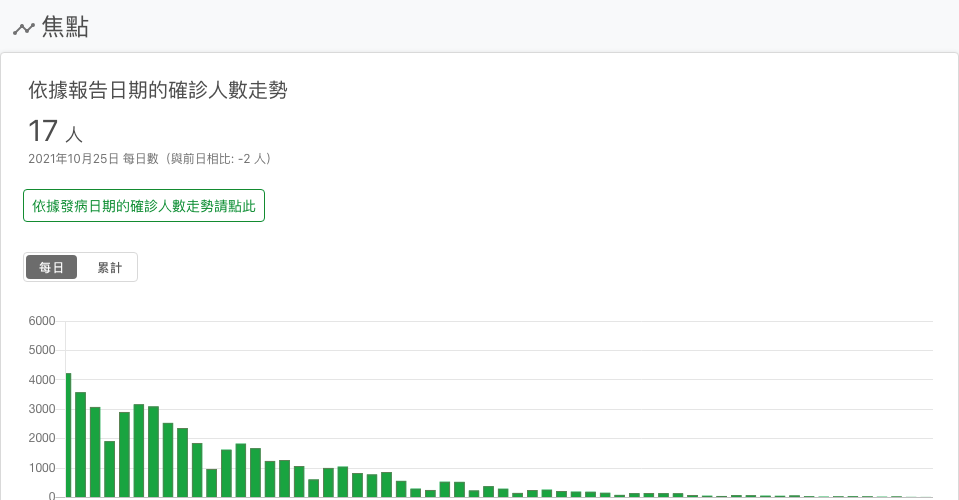 焦點
依據報告日期的確診人數走勢
17 人
2021年10月25日 每日數（與前日相比: -2 人）
依據發病日期的確診人數走勢請點此
每日 累計
6000
5000
4000
3000
2000
1000
0